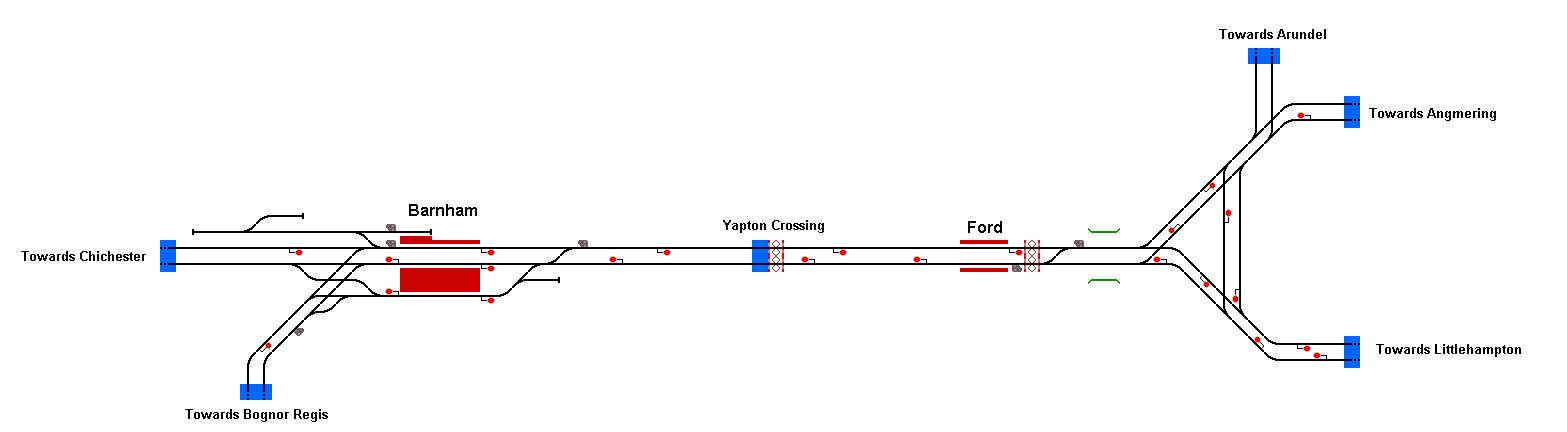 Towards Arundel
Towards Angmering
Barnham
Yapton Crossing
Ford
Towards Chichester
Towards Littlehampton
Towards Bognor Regis